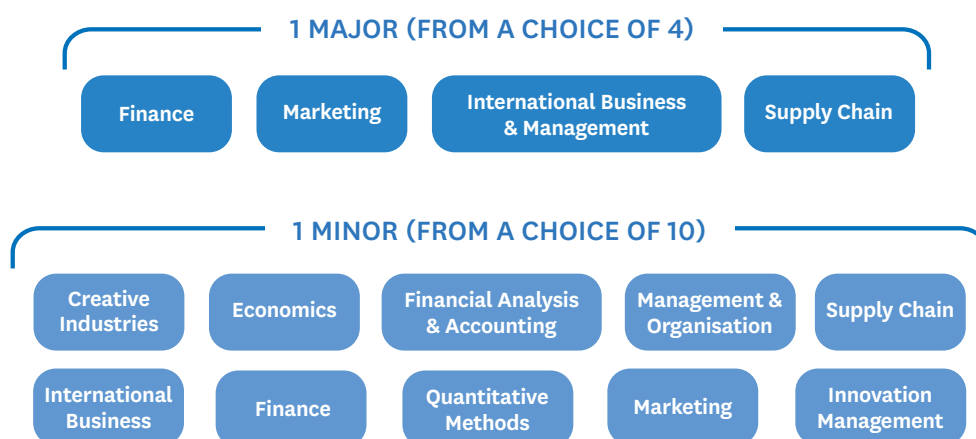 1 MAJOR (FROM A CHOICE OF 4)
Finance
Marketing
International Business
& Management
Supply Chain
1 MINOR (FROM A CHOICE OF 10)
Creative
Industries
Economics
Financial Analysis
& Accounting
Management &
Organisation
Supply Chain
International
Business
Finance
Quantitative
Methods
Marketing
Innovation
Management